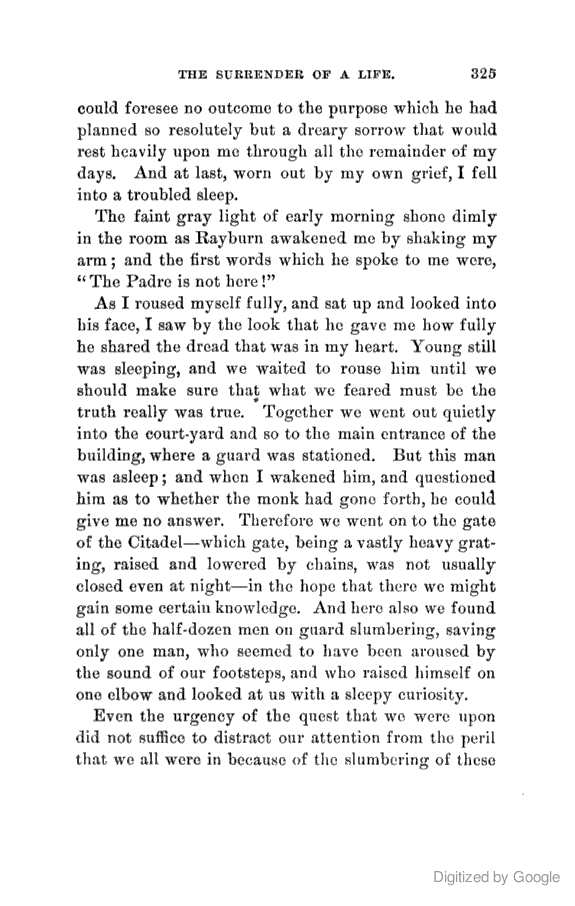 THE SURRENDER OF A LIFE. 325
could foresee no outcome to the purpose which he had
planned so resolutely but a dreary sorrow that would
rest heavily upon me through all the remainder of my
days. And at last, worn out by my own grief, I fell
into a troubled sleep.
The faint gray light of early morning shone dimly
in the room as Rayburn awakened me by shaking my
arm; and the first words which he spoke to me were,
"The Padre is not here!"
As I roused myself fully, and sat up and looked into
his face, I saw by the look that he gave me how fully
he shared the dread that was in my heart. Young still
was sleeping, and we waited to rouse him until we
should make sure that what we feared must be the
truth really was true. Together we went out quietly
into the court-yard and so to the main entrance of the
building, where a guard was stationed. But this man
was asleep; and when I wakened him, and questioned
him as to whether the monk had gone forth, he could
give me no answer. Therefore we went on to the gate
of the Citadel—which gate, being a vastly heavy grat-
ing, raised and lowered by chains, was not usually
closed even at night—in the hope that there we might
gain some certain knowledge. And here also we found
all of the half-dozen men on guard slumbering, saving
only one man, who seemed to have been aroused by
the sound of our footsteps, and who raised himself on
one elbow and looked at us with a sleepy curiosity.
Even the urgency of the quest that we were upon
did not suffice to distract our attention from the peril
that we all were in because of the slumbering of these
Digitized by Google